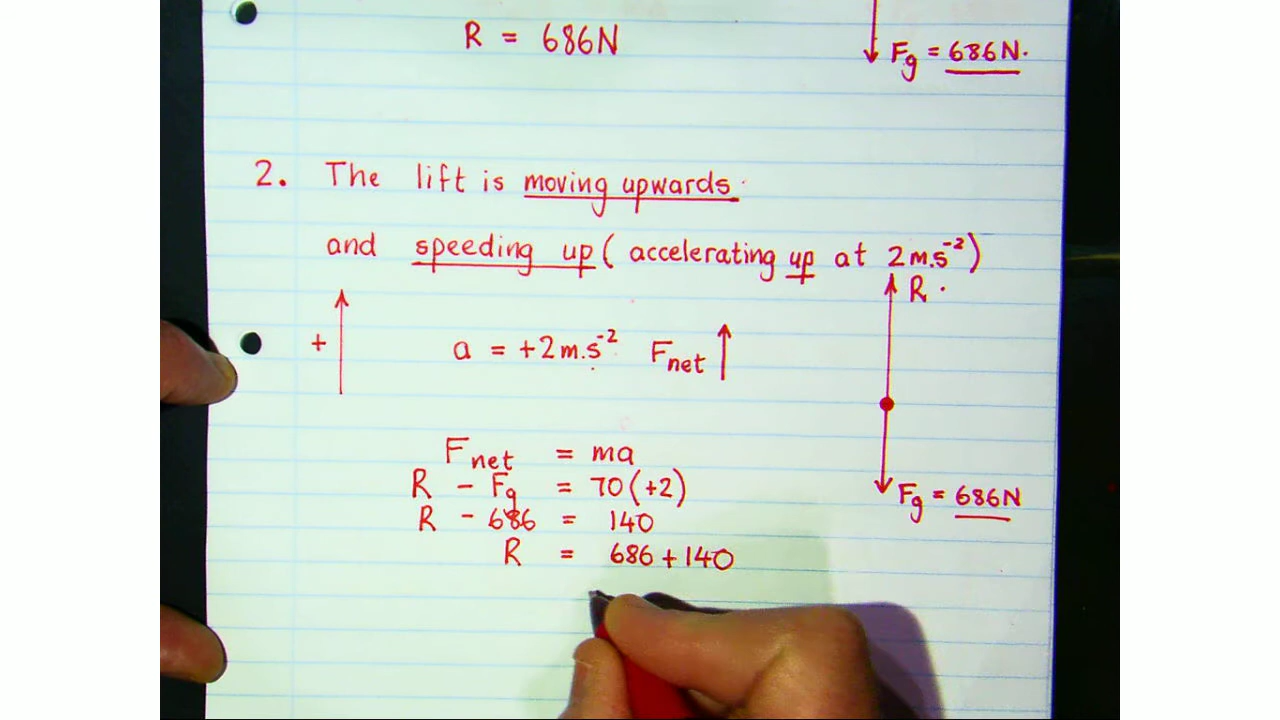 R = 686N
Fg = 686N.
2. The lift is moving upwards.
and speeding up (accelerating up at 2m.s⁻²)
R.
+
a = +2m.s⁻² Fnet
Fnet = ma
R - Fg = 70(+2)
Fg = 686N
R - 686 = 140
R = 686 + 140